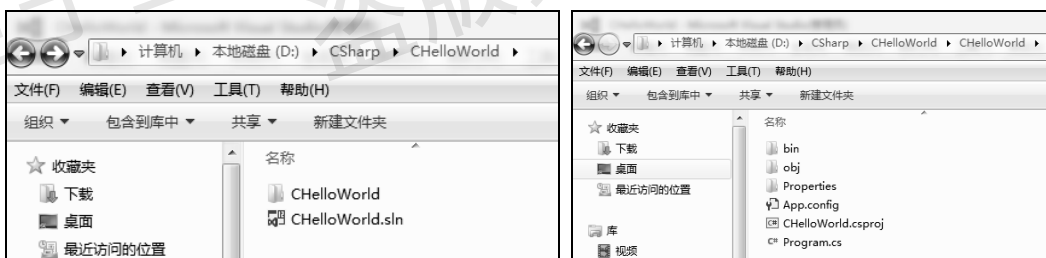 计算机 ▸ 本地磁盘 (D:) ▸ CSharp ▸ CHelloWorld ▸
文件(F) 编辑(E) 查看(V) 工具(T) 帮助(H)
组织 ▼ 包含到库中 ▼ 共享 ▼ 新建文件夹
收藏夹
下载
桌面
最近访问的位置
名称
CHelloWorld
CHelloWorld.sln
计算机 ▸ 本地磁盘 (D:) ▸ CSharp ▸ CHelloWorld ▸ CHelloWorld ▸
文件(F) 编辑(E) 查看(V) 工具(T) 帮助(H)
组织 ▼ 包含到库中 ▼ 共享 ▼ 新建文件夹
收藏夹
下载
桌面
最近访问的位置
库
视频
名称
bin
obj
Properties
App.config
CHelloWorld.csproj
Program.cs